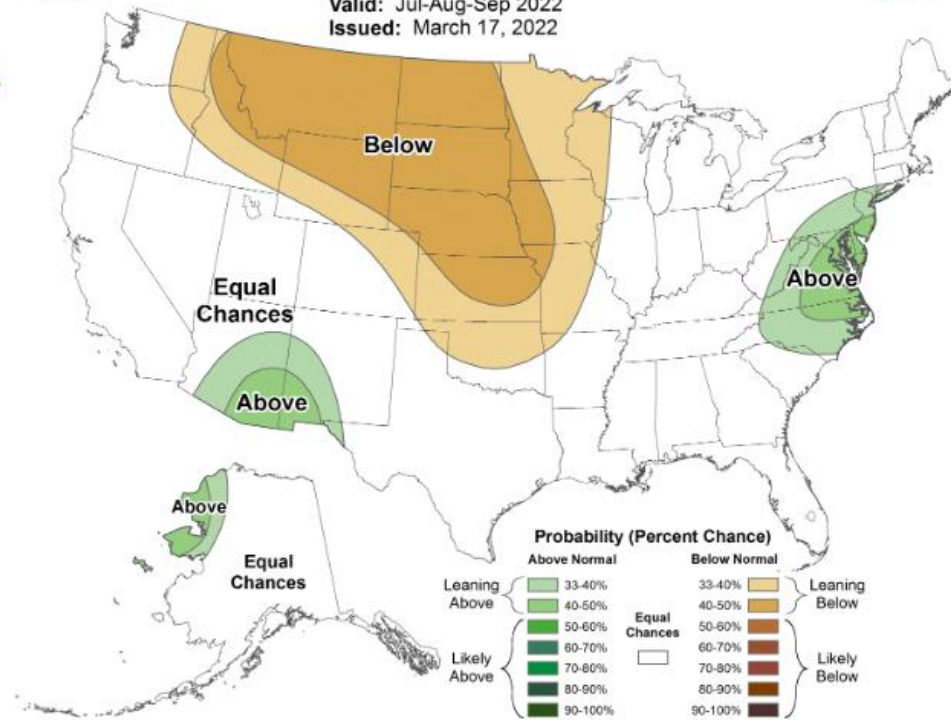 Valid: Jul-Aug-Sep 2022
Issued: March 17, 2022
Below
Equal
Chances
Above
Above
Above
Equal
Chances
Probability (Percent Chance)
Above Normal
Below Normal
Leaning
Above
33-40%
40-50%
50-60%
60-70%
70-80%
80-90%
90-100%
Likely
Above
Equal
Chances
33-40%
40-50%
50-60%
60-70%
70-80%
80-90%
90-100%
Leaning
Below
Likely
Below